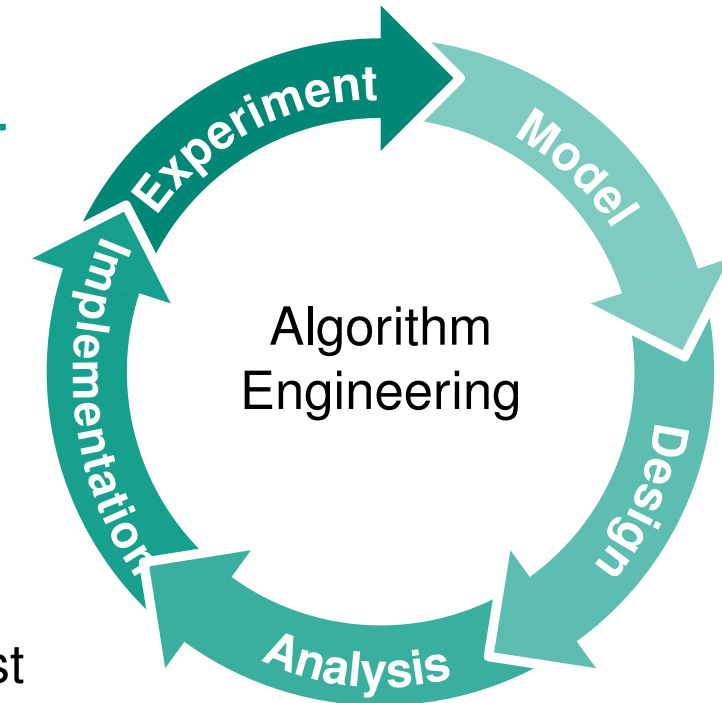 Experiment
Model
Implementation
Algorithm
Engineering
Design
Analysis
st